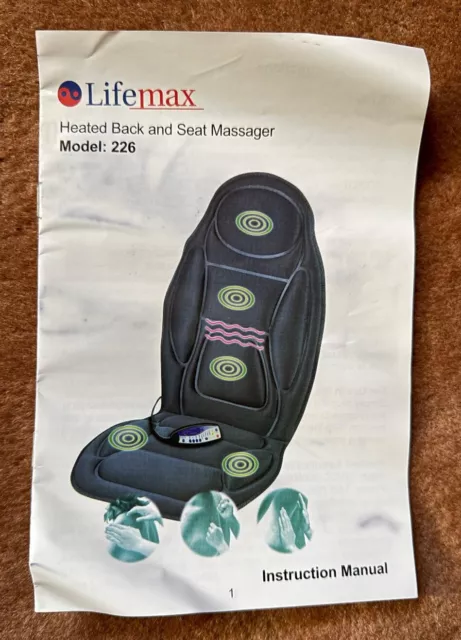 Lifemax
Heated Back and Seat Massager
Model: 226
Instruction Manual
1